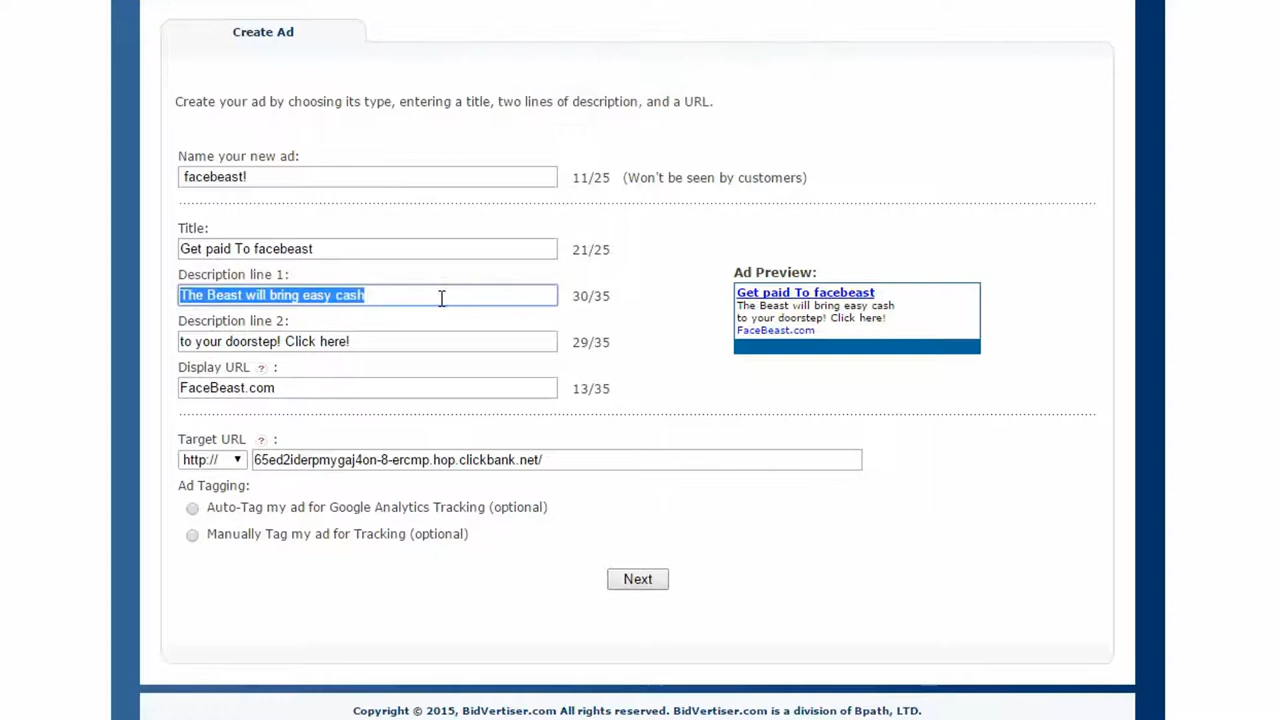 Create Ad
Create your ad by choosing its type, entering a title, two lines of description, and a URL.
Name your new ad:
facebeast! 11/25 (Won't be seen by customers)
Title:
Get paid To facebeast 21/25
Description line 1:
The Beast will bring easy cash 30/35
Description line 2:
to your doorstep! Click here! 29/35
Display URL ? :
FaceBeast.com 13/35
Ad Preview:
Get paid To facebeast
The Beast will bring easy cash
to your doorstep! Click here!
FaceBeast.com
Target URL ? :
http:// 65ed2iderpmygaj4on-8-ercmp.hop.clickbank.net/
Ad Tagging:
Auto-Tag my ad for Google Analytics Tracking (optional)
Manually Tag my ad for Tracking (optional)
Next
Copyright © 2015, BidVertiser.com All rights reserved. BidVertiser.com is a division of Bpath, LTD.